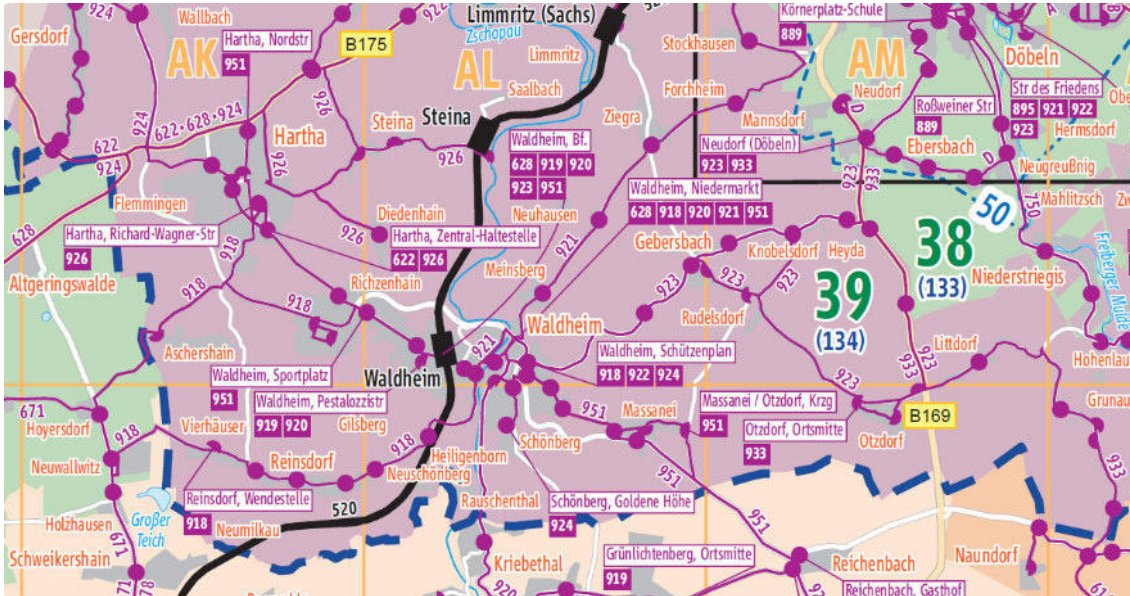 Limmritz (Sachs)
Körnerplatz-Schule
889
Wallbach
Gersdorf
Hartha, Nordstr
951
AK
922
B175
AL
Zschopau
Limmritz
Stockhausen
AM
Döbeln
A
B
Saalbach
Forchheim
Neudorf
D
Str des Friedens
895 921 922
923
Roßweiner Str
889
Hermsdorf
924
622·628·924
926
Hartha
Steina
Steina
Ziegra
Mannsdorf
622
924
926
926
Waldheim, Bf.
628 919 920
923 951
Neudorf (Döbeln)
923 933
Ebersbach
D
Neugreußnig
Flemmingen
Diedenhain
Neuhausen
Waldheim, Niedermarkt
628 918 920 921 951
923
933
50
750
Mahlitzsch
628
Hartha, Richard-Wagner-Str
926
918
926
Hartha, Zentral-Haltestelle
622 926
921
Gebersbach
Knobelsdorf
Heyda
38
(133)
Niederstriegis
Freiberger Mulde
Altgeringswalde
Richzenhain
Meinsberg
923
923
923
39
(134)
918
918
Rudelsdorf
Aschershain
Waldheim
921
Waldheim, Schützenplan
918 922 924
Littdorf
Hohenlau
Waldheim, Sportplatz
951
Waldheim
923
933
923
671
Hoyersdorf
Waldheim, Pestalozzistr
919 920
951
Massanei
Massanei / Otzdorf, Krzg
951
B169
Grunau
918
Vierhäuser
Gilsberg
918
Schönberg
Otzdorf, Ortsmitte
933
Otzdorf
Neuwallwitz
Reinsdorf
Heiligenborn
Neuschönberg
951
933
Reinsdorf, Wendestelle
918
Rauschenthal
Schönberg, Goldene Höhe
924
Großer
Teich
Holzhausen
520
Neumilkau
951
671
Schweikershain
Kriebethal
Grünlichtenberg, Ortsmitte
919
Reichenbach
Naundorf
Reichenbach, Gasthof
71
78
920